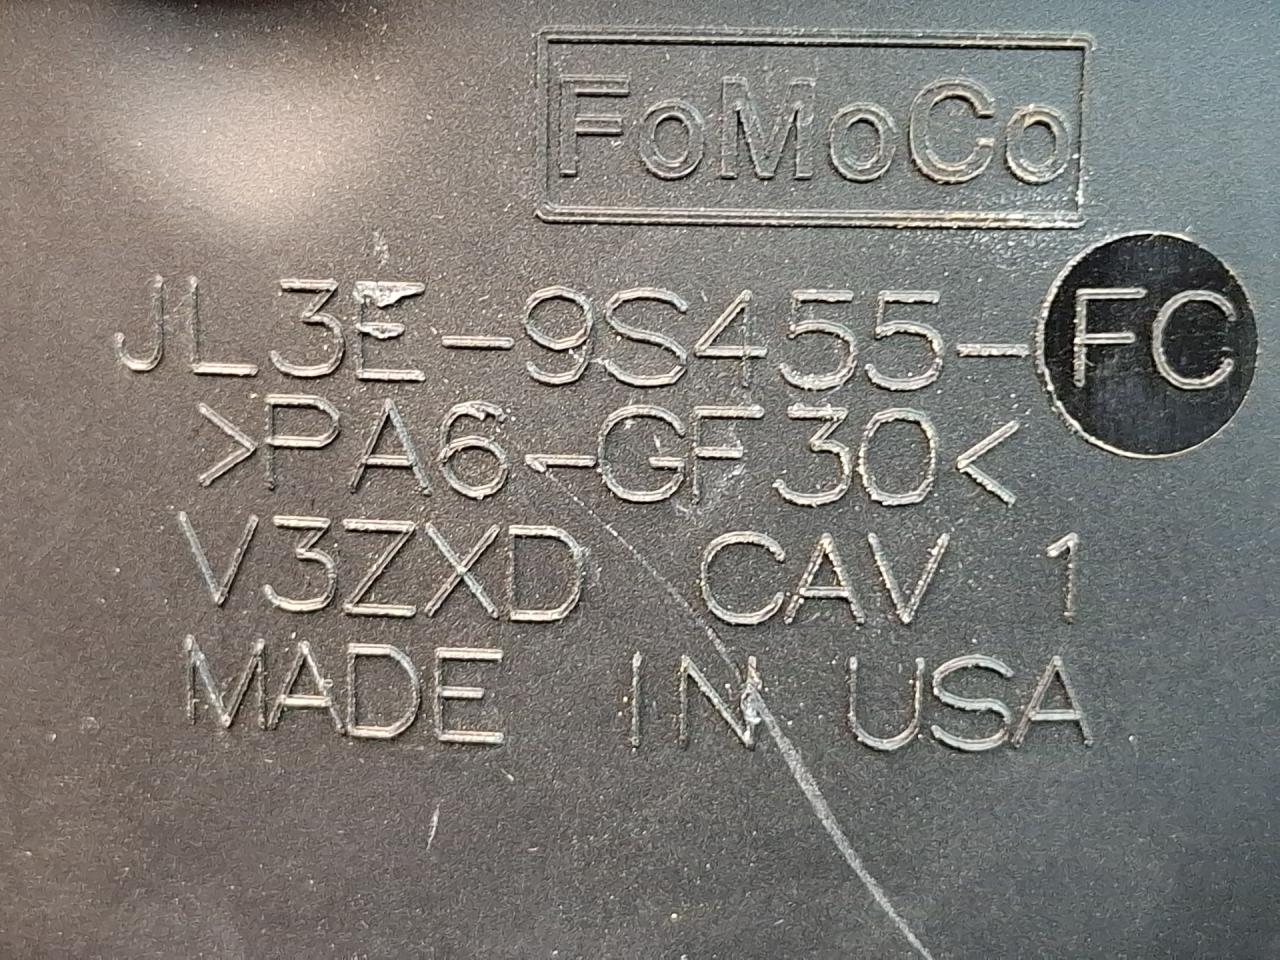 FoMoCo
JL3E-9S455-FC
>PA6-GF30<
V3ZXD CAV 1
MADE IN USA